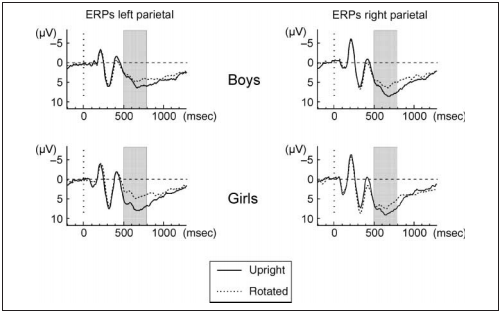 ERPs left parietal
ERPs right parietal
(μV)
−5
0
5
10
0
500
1000
(msec)
(μV)
−5
0
5
10
0
500
1000
(msec)
Boys
(μV)
−5
0
5
10
0
500
1000
(msec)
(μV)
−5
0
5
10
0
500
1000
(msec)
Girls
Upright
Rotated